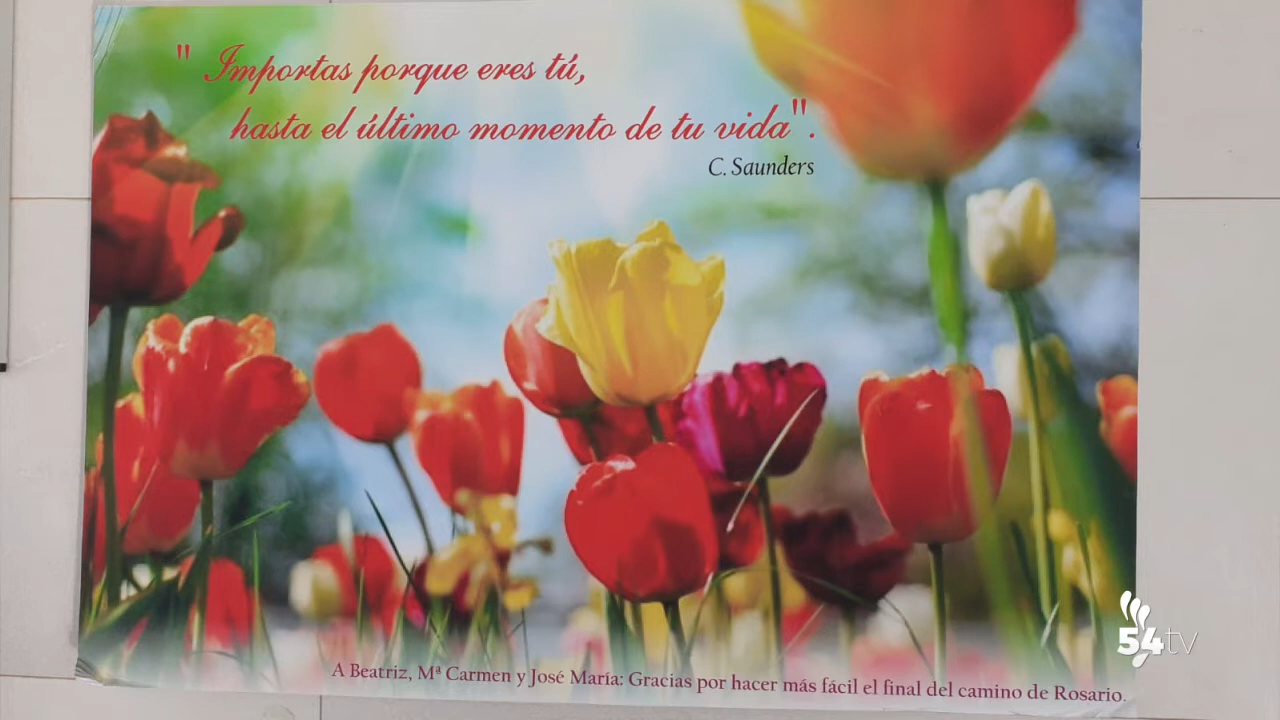 " Importas porque eres tú,
hasta el último momento de tu vida".
C. Saunders
A Beatriz, Mª Carmen y José María: Gracias por hacer más fácil el final del camino de Rosario.
54tv